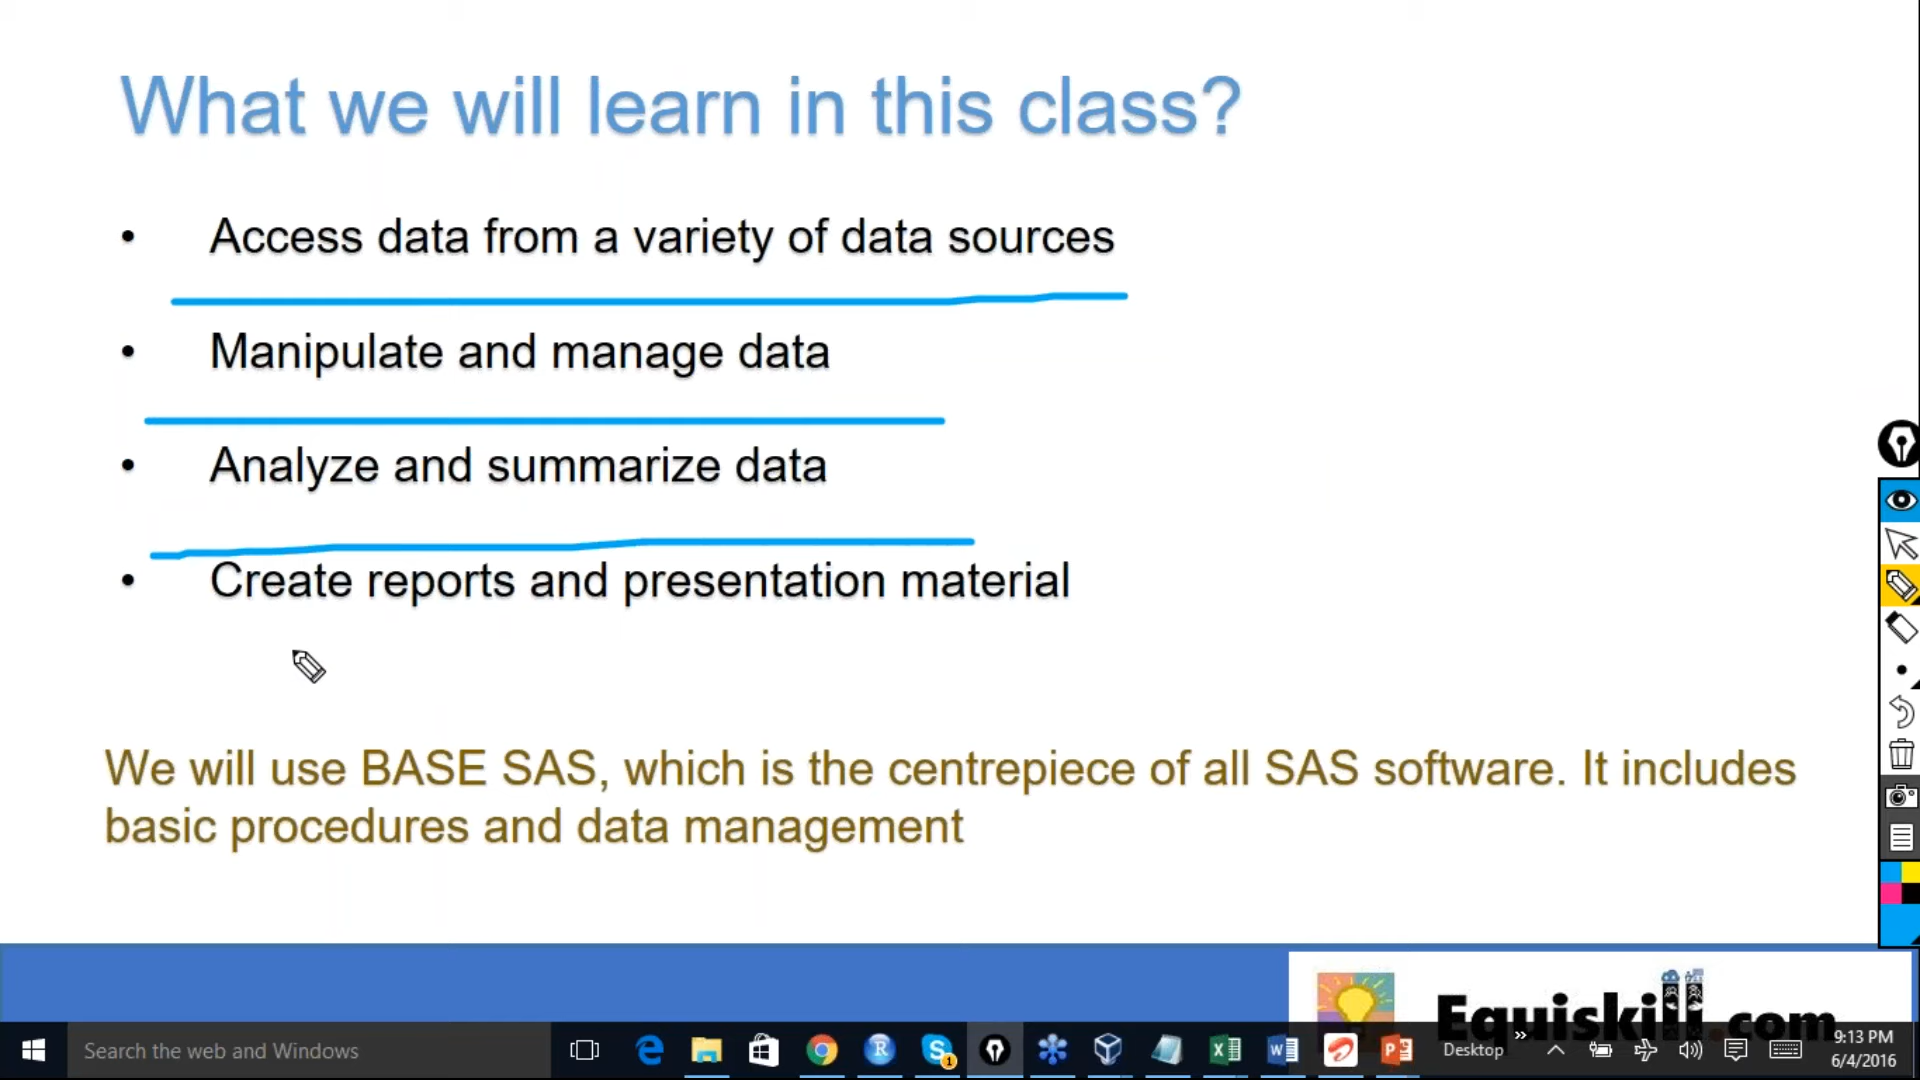 What we will learn in this class?
• Access data from a variety of data sources
• Manipulate and manage data
• Analyze and summarize data
• Create reports and presentation material
We will use BASE SAS, which is the centrepiece of all SAS software. It includes
basic procedures and data management
Equiskill.com
Search the web and Windows
Desktop
9:13 PM
6/4/2016